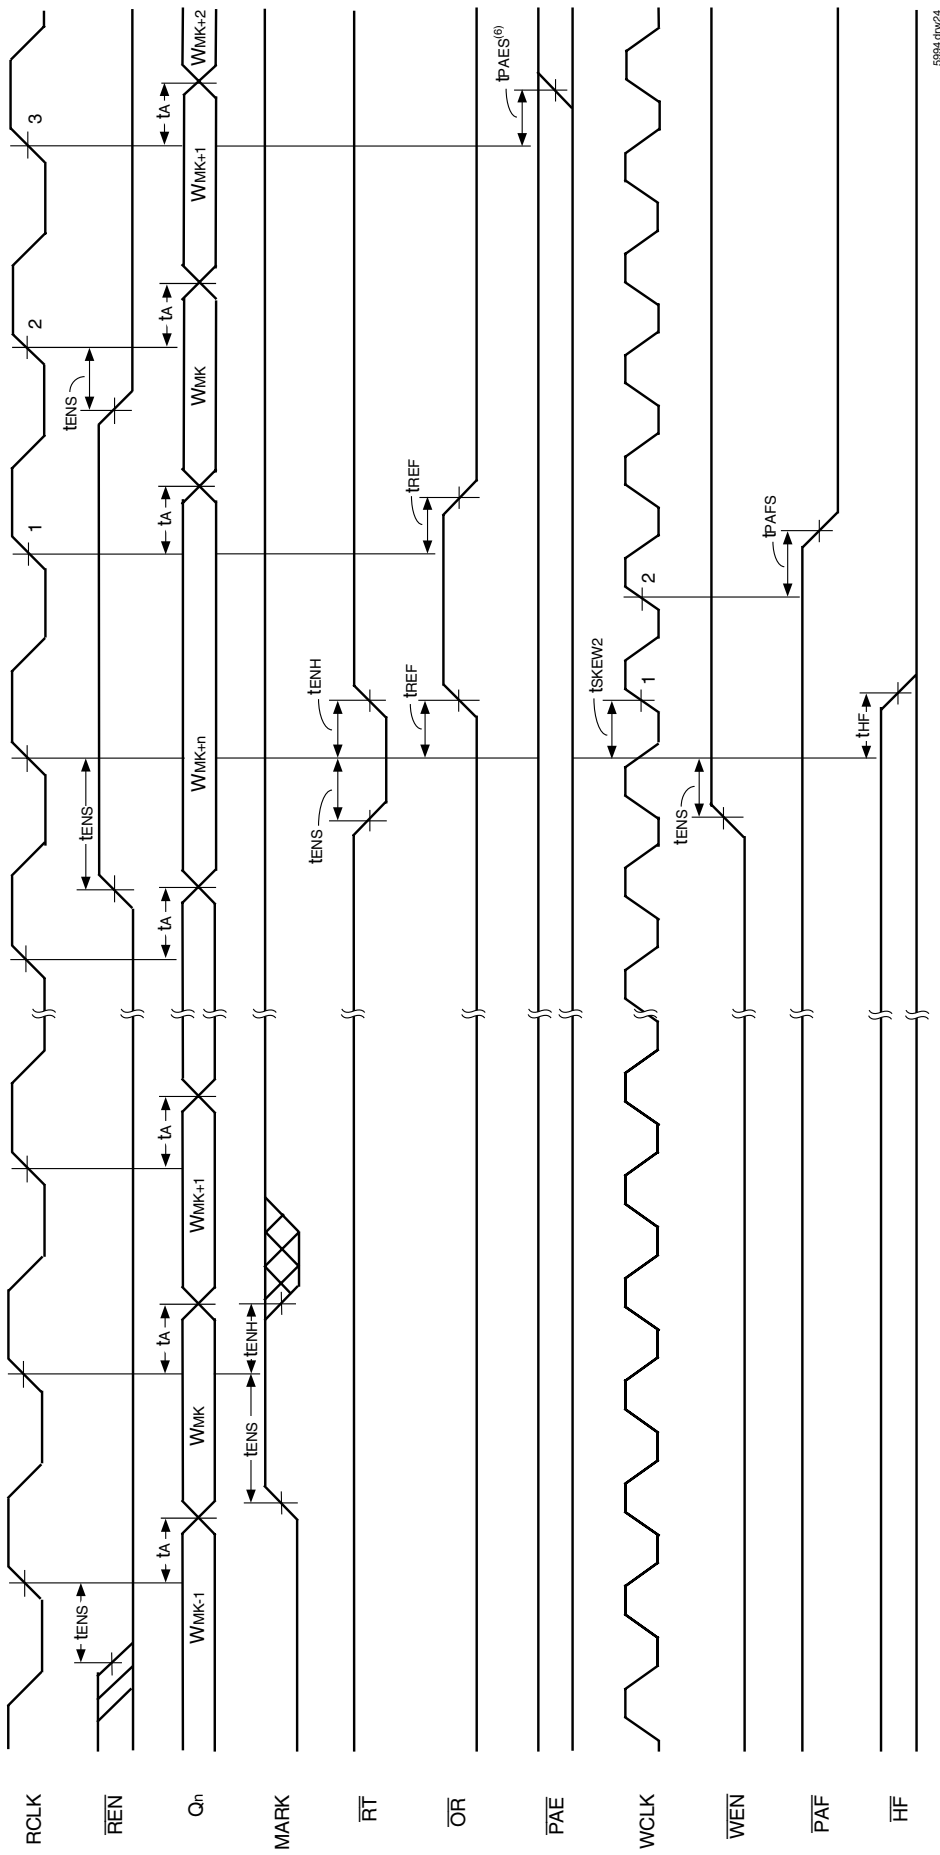 RCLK
1
2
3
REN
tENS
tENS
tENS
Qn
WMK-1
tA
WMK
tA
WMK+1
tA
tA
WMK+n
tA
WMK
tA
WMK+1
tA
WMK+2
MARK
tENS
tENH
RT
tENS
tENH
OR
tREF
tREF
PAE
tPAES(6)
WCLK
tSKEW2
1
2
WEN
tENS
PAF
tPAFS
HF
tHF
5994 drw24